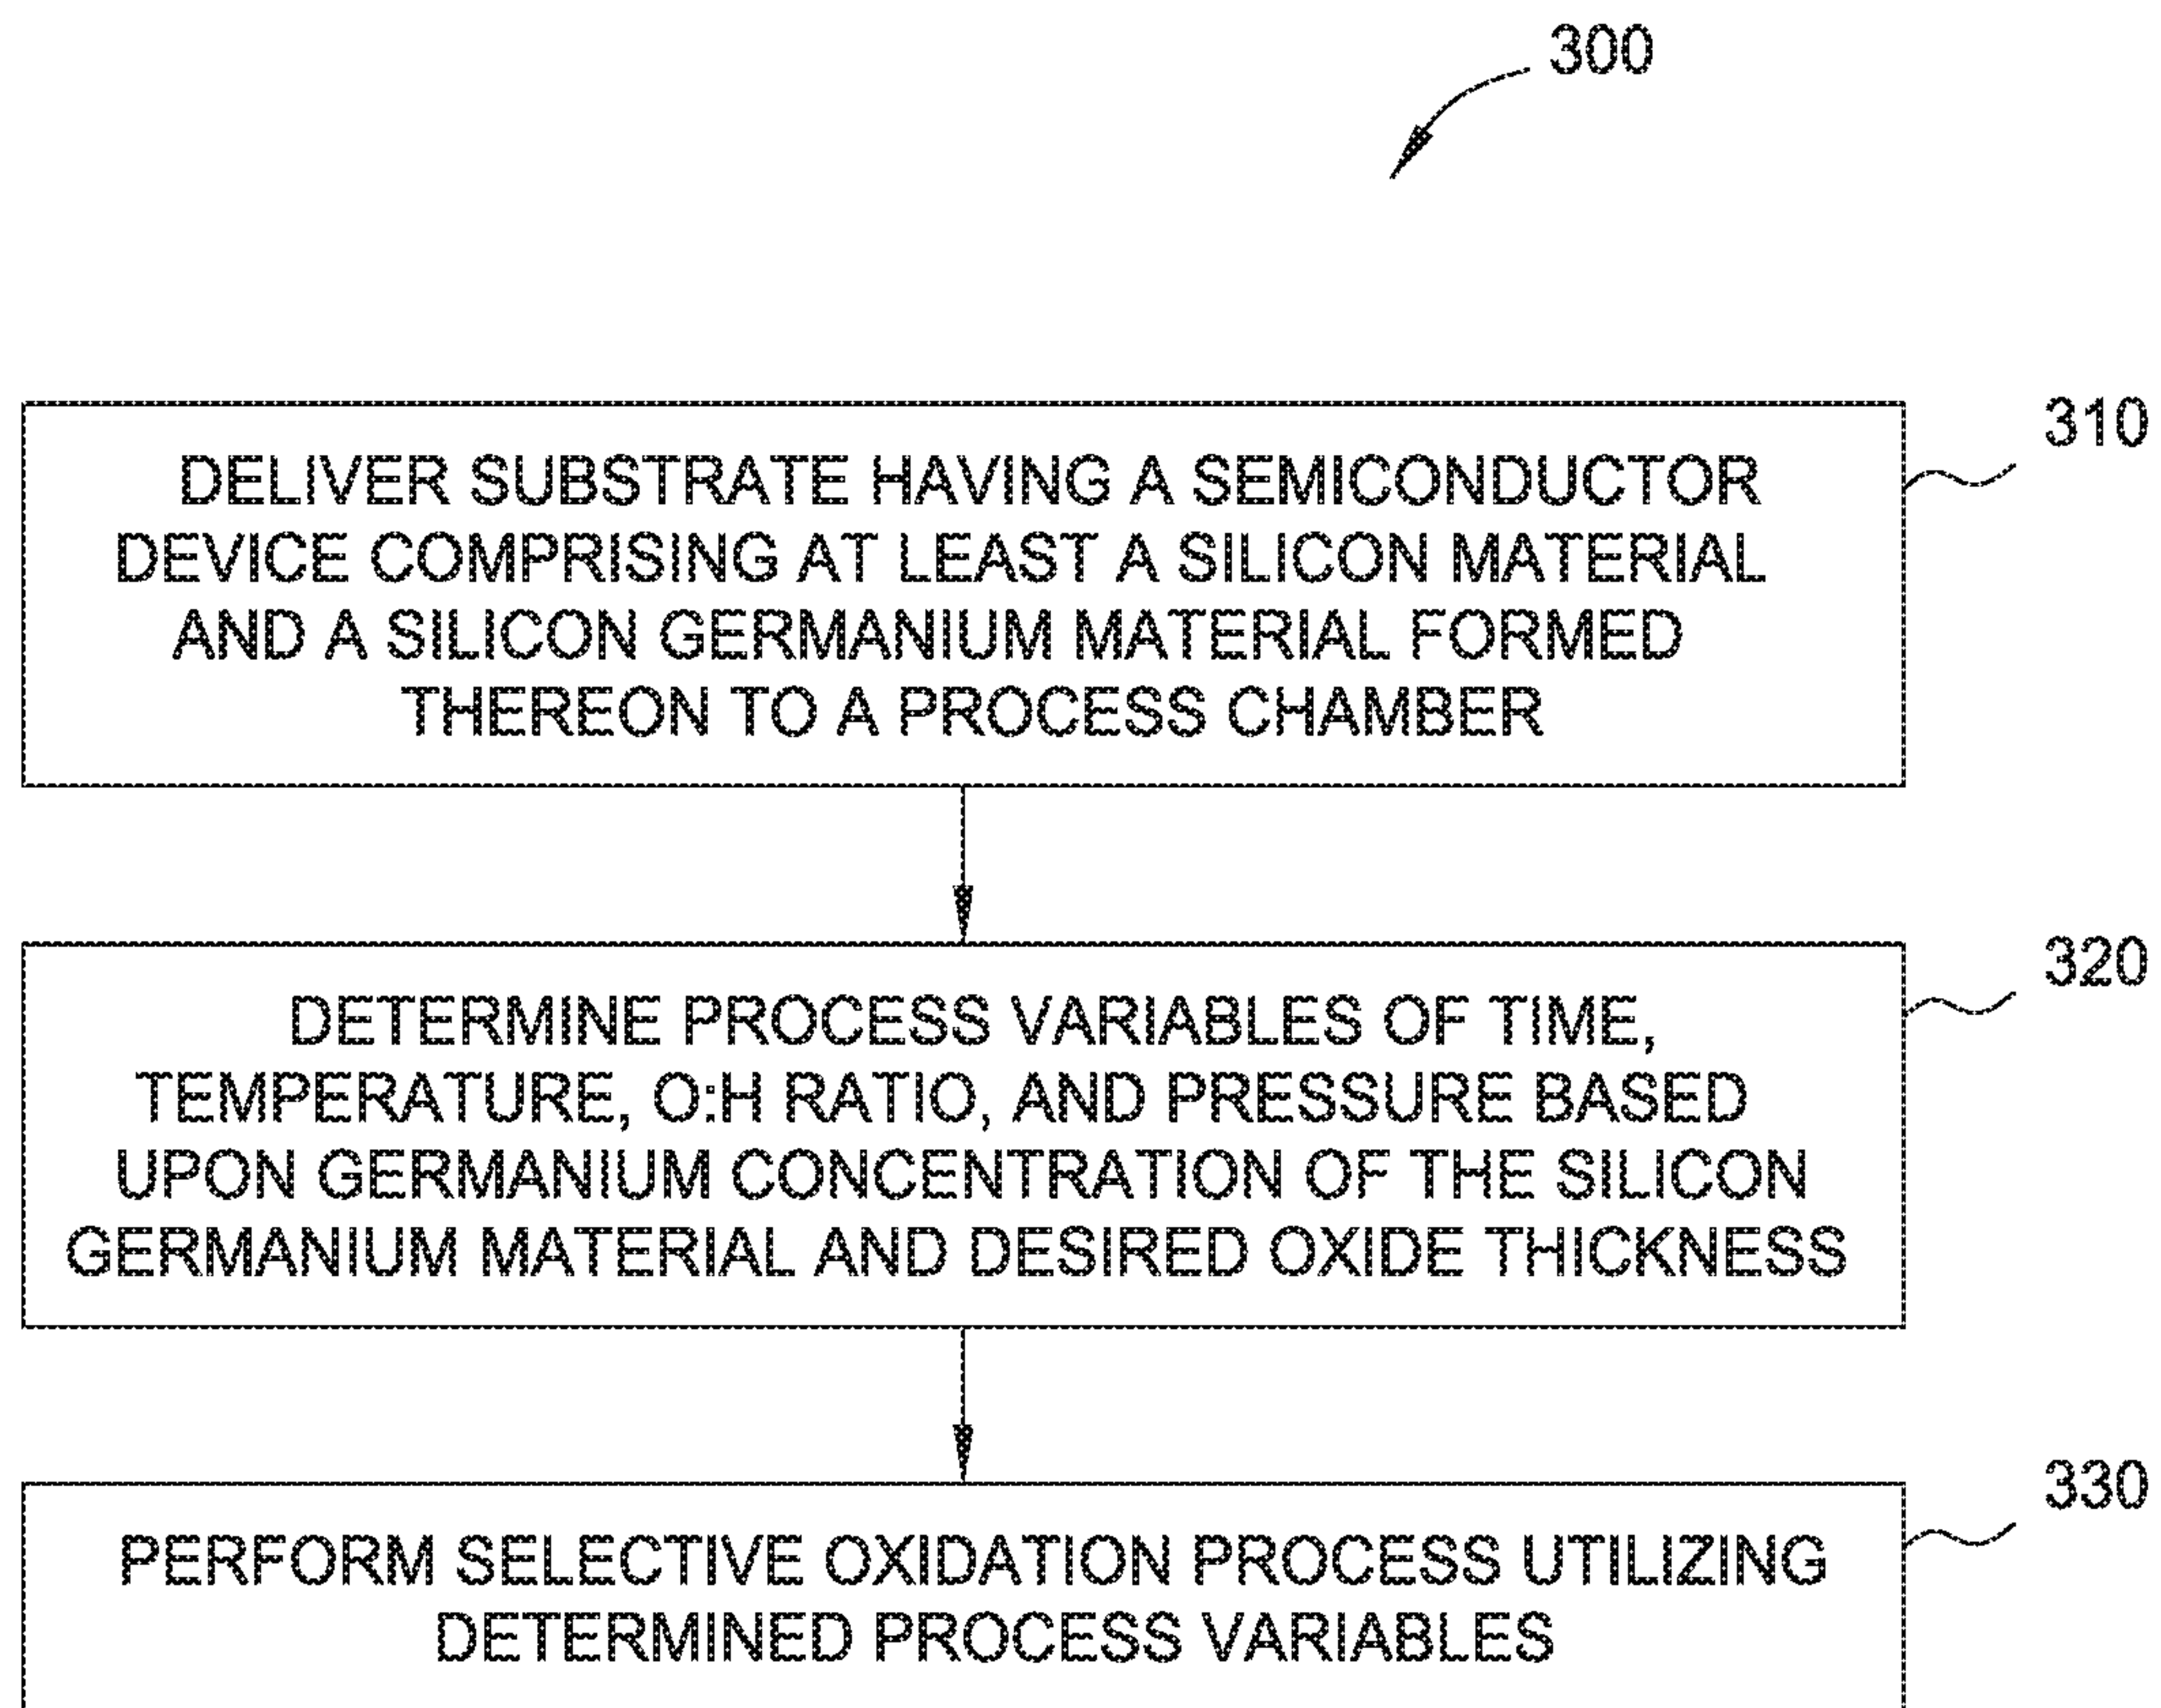 300
310
DELIVER SUBSTRATE HAVING A SEMICONDUCTOR
DEVICE COMPRISING AT LEAST A SILICON MATERIAL
AND A SILICON GERMANIUM MATERIAL FORMED
THEREON TO A PROCESS CHAMBER
320
DETERMINE PROCESS VARIABLES OF TIME,
TEMPERATURE, O:H RATIO, AND PRESSURE BASED
UPON GERMANIUM CONCENTRATION OF THE SILICON
GERMANIUM MATERIAL AND DESIRED OXIDE THICKNESS
330
PERFORM SELECTIVE OXIDATION PROCESS UTILIZING
DETERMINED PROCESS VARIABLES